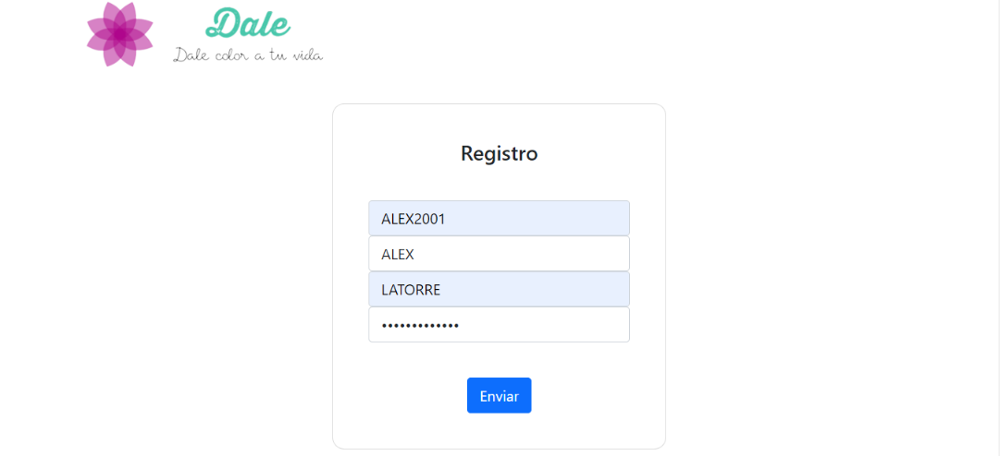 Dale
Dale color a tu vida
Registro
ALEX2001
ALEX
LATORRE
•••••••••••••
Enviar